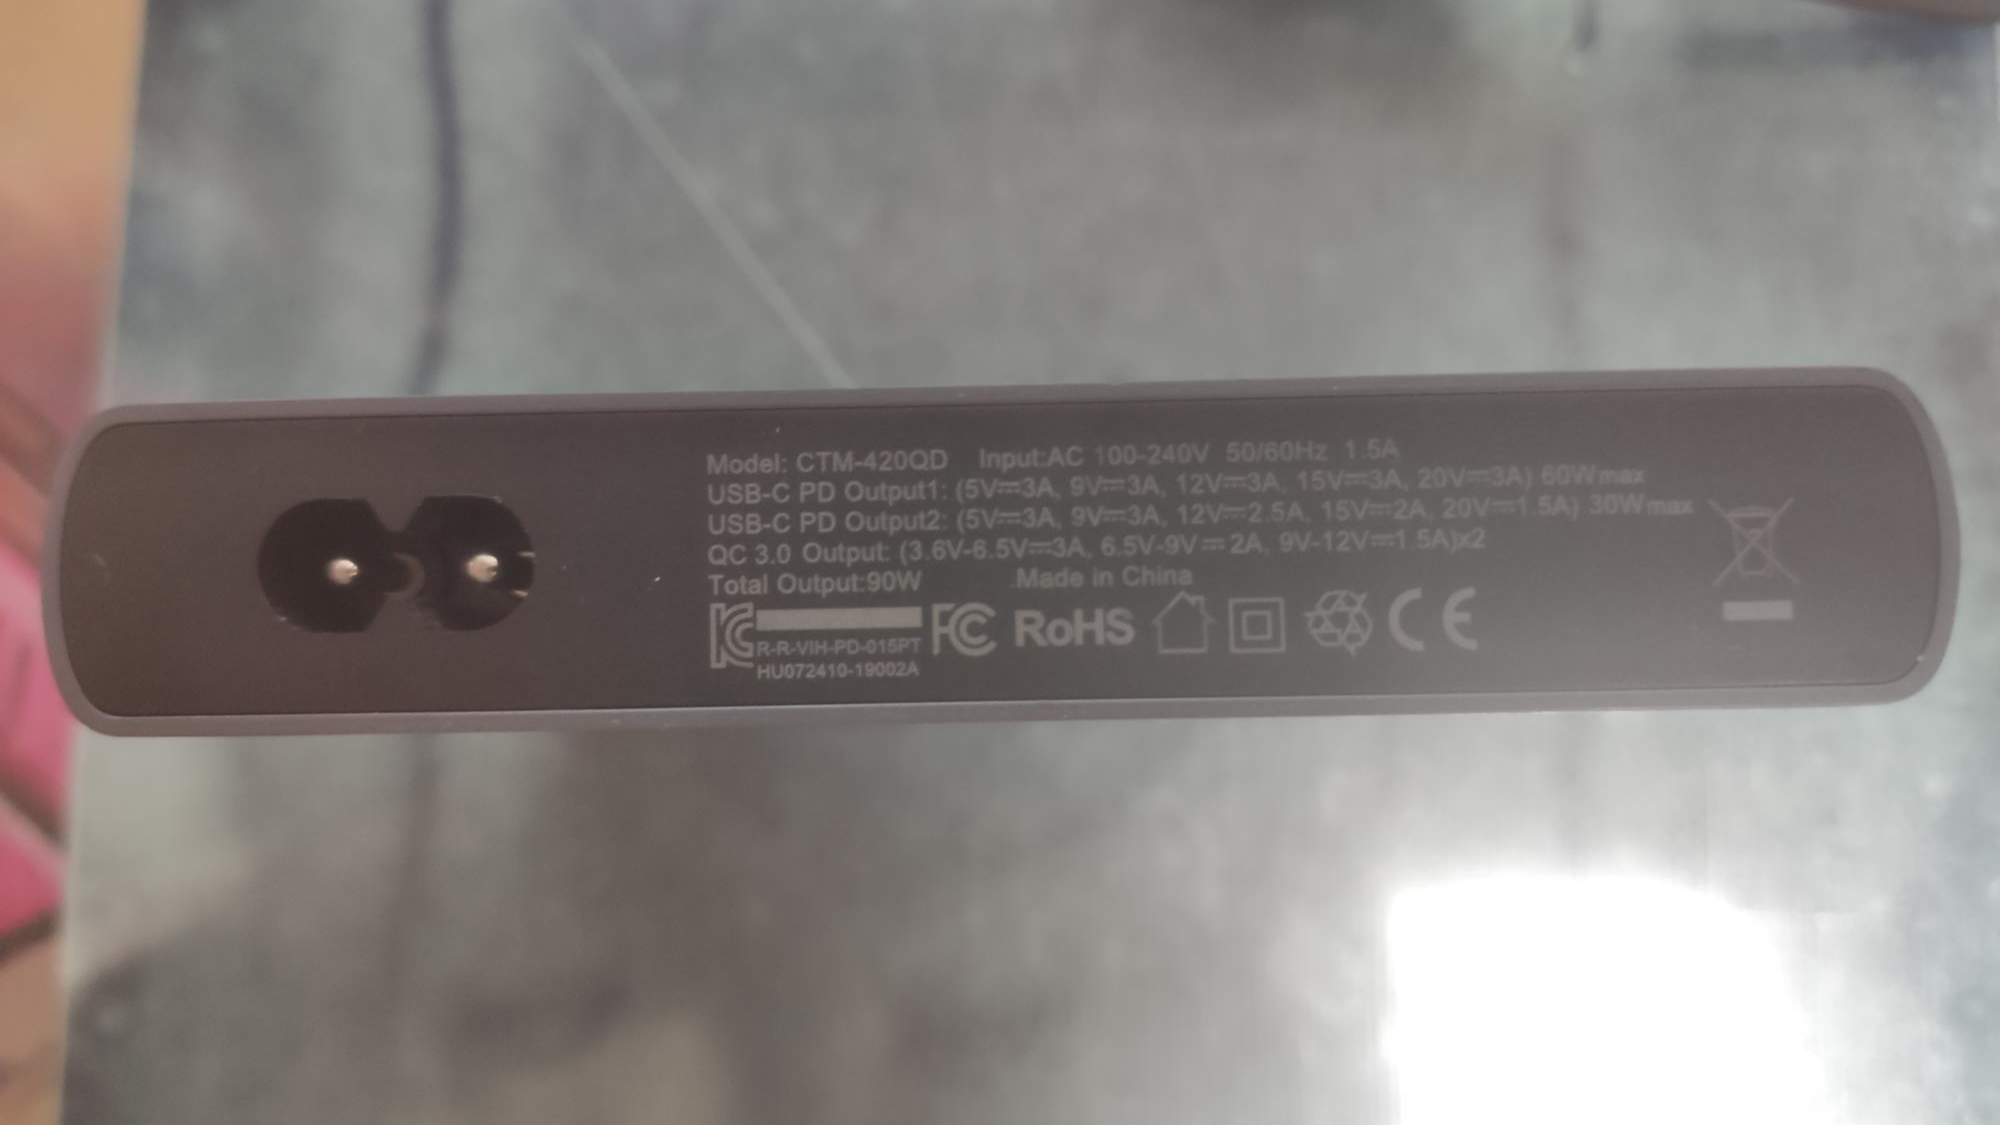 Model: CTM-420QD Input:AC 100-240V 50/60Hz 1.5A
USB-C PD Output1: (5V⎓3A, 9V⎓3A, 12V⎓3A, 15V⎓3A, 20V⎓3A) 60Wmax
USB-C PD Output2: (5V⎓3A, 9V⎓3A, 12V⎓2.5A, 15V⎓2A, 20V⎓1.5A) 30Wmax
QC 3.0 Output: (3.6V-6.5V⎓3A, 6.5V-9V⎓2A, 9V-12V⎓1.5A)x2
Total Output:90W Made in China
KC FC RoHS CE
R-R-VIH-PD-015PT
HU072410-19002A